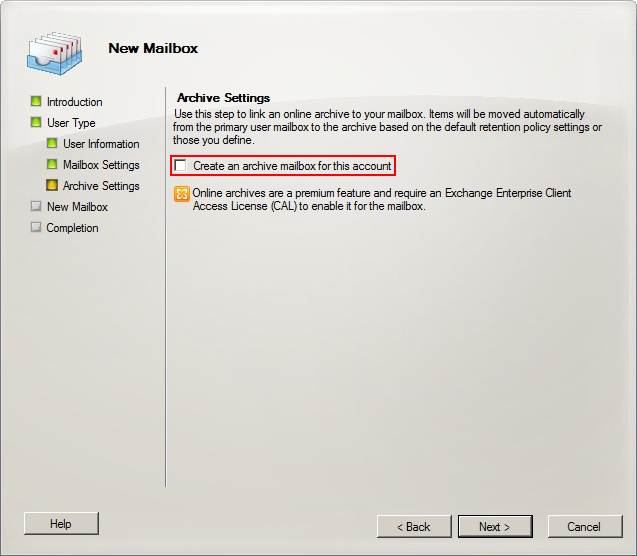 New Mailbox
Introduction
User Type
User Information
Mailbox Settings
Archive Settings
New Mailbox
Completion
Archive Settings
Use this step to link an online archive to your mailbox. Items will be moved automatically
from the primary user mailbox to the archive based on the default retention policy settings or
those you define.
Create an archive mailbox for this account
Online archives are a premium feature and require an Exchange Enterprise Client
Access License (CAL) to enable it for the mailbox.
Help
< Back
Next >
Cancel